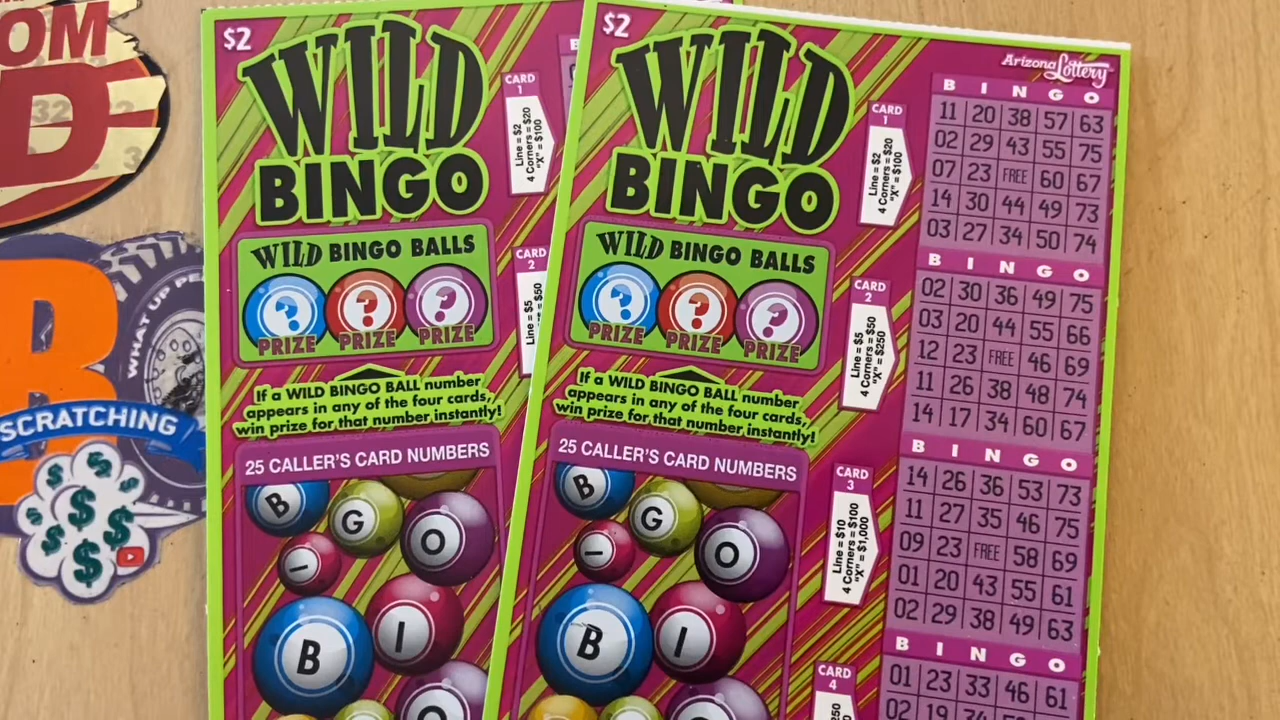 OM
D
32
32
3
B
WHAT UP
SCRATCHING
$ $ $ $ $ $ $
$2
WILD
BINGO
WILD BINGO BALLS
? ? ?
PRIZE PRIZE PRIZE
If a WILD BINGO BALL number
appears in any of the four cards,
win prize for that number instantly!
25 CALLER'S CARD NUMBERS
B
G
O
I
B
I
O
CARD
1
Line = $2
4 Corners = $20
"X" = $100
B
CARD
2
Line = $5
= $50
$2
WILD
BINGO
WILD BINGO BALLS
? ? ?
PRIZE PRIZE PRIZE
If a WILD BINGO BALL number
appears in any of the four cards,
win prize for that number instantly!
25 CALLER'S CARD NUMBERS
B
G
O
I
B
I
O
Arizona Lottery™
CARD
1
Line = $2
4 Corners = $20
"X" = $100
B I N G O
11 20 38 57 63
02 29 43 55 75
07 23 FREE 60 67
14 30 44 49 73
03 27 34 50 74
CARD
2
Line = $5
4 Corners = $50
"X" = $250
B I N G O
02 30 36 49 75
03 20 44 55 66
12 23 FREE 46 69
11 26 38 48 74
14 17 34 60 67
CARD
3
Line = $10
4 Corners = $100
"X" = $1,000
B I N G O
14 26 36 53 73
11 27 35 46 75
09 23 FREE 58 69
01 20 43 55 61
02 29 38 49 63
CARD
4
B I N G O
01 23 33 46 61
02 19 34